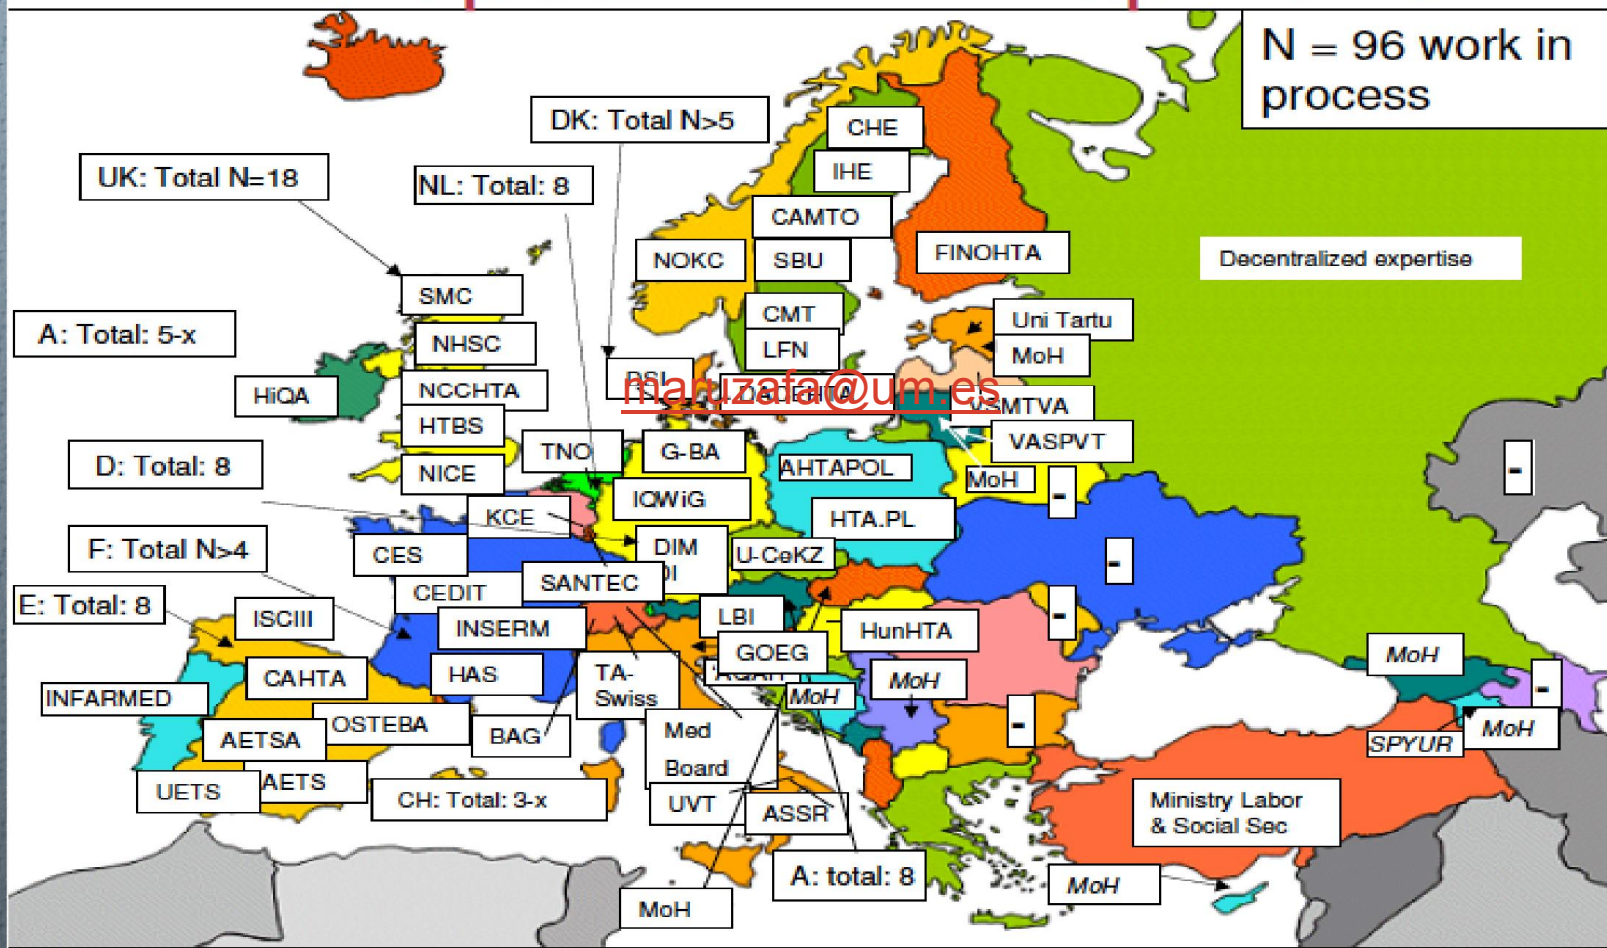 N = 96 work in
process
DK: Total N>5
UK: Total N=18
NL: Total: 8
CHE
IHE
CAMTO
NOKC
SBU
FINOHTA
Decentralized expertise
SMC
A: Total: 5-x
NHSC
CMT
LFN
Uni Tartu
MoH
HiQA
NCCHTA
maruzafa@um.es
VSMTVA
HTBS
VASPVT
D: Total: 8
NICE
TNO
G-BA
AHTAPOL
MoH
-
-
IQWiG
KCE
HTA.PL
F: Total N>4
CES
DIM
DI
U-CeKZ
-
CEDIT
SANTEC
E: Total: 8
ISCIII
INSERM
LBI
HunHTA
-
GOEG
MoH
CAHTA
HAS
TA-
Swiss
MoH
MoH
-
INFARMED
OSTEBA
AETSA
BAG
Med
Board
-
SPYUR
MoH
UETS
AETS
CH: Total: 3-x
UVT
ASSR
Ministry Labor
& Social Sec
A: total: 8
MoH
MoH